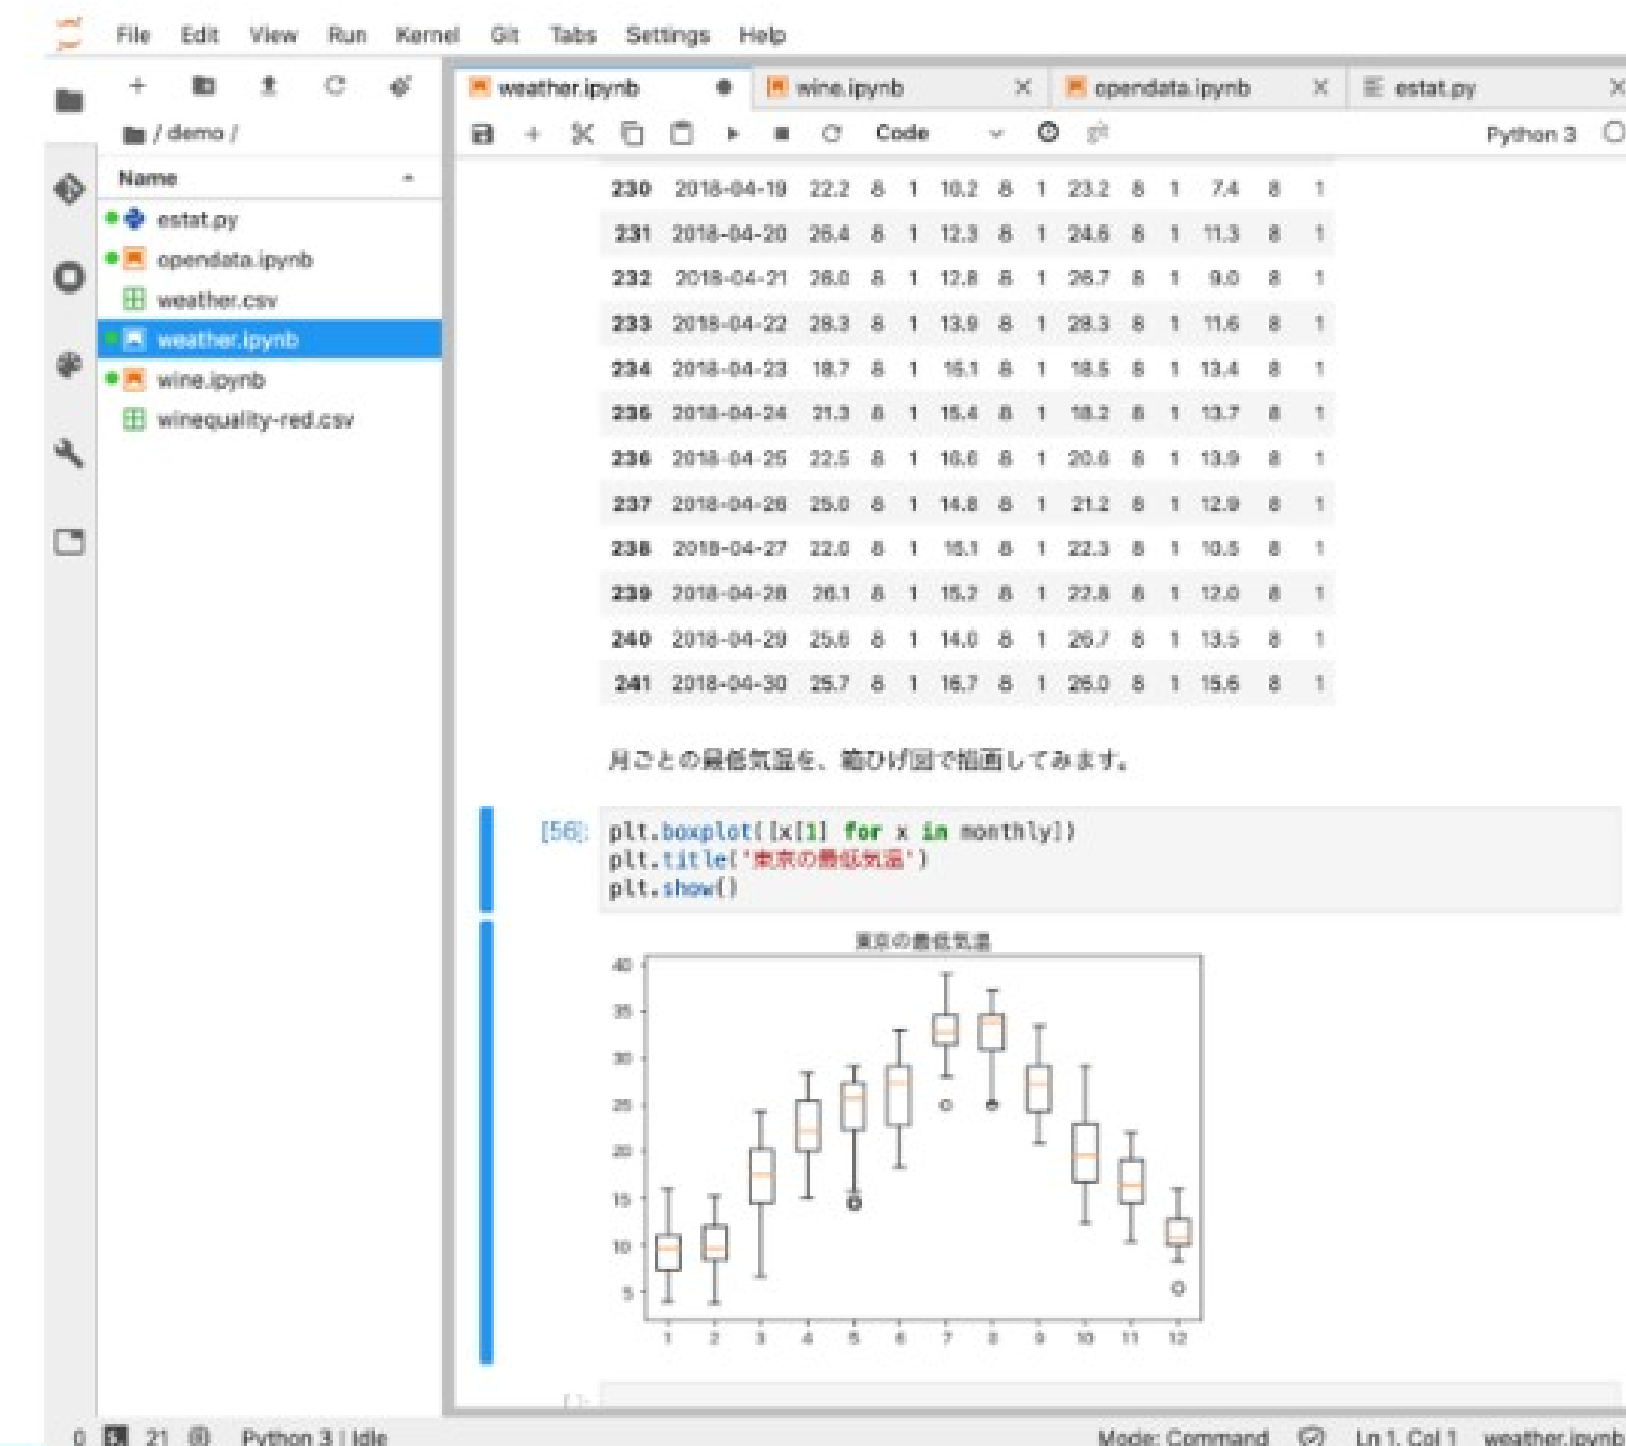 File Edit View Run Kernel Git Tabs Settings Help
weather.ipynb wine.ipynb opendata.ipynb estat.py
/ demo /
Code Python 3
Name
estat.py
opendata.ipynb
weather.csv
weather.ipynb
wine.ipynb
winequality-red.csv
230 2018-04-19 22.2 8 1 10.2 8 1 23.2 8 1 7.4 8 1
231 2018-04-20 26.4 8 1 12.3 8 1 24.6 8 1 11.3 8 1
232 2018-04-21 26.0 8 1 12.8 8 1 26.7 8 1 9.0 8 1
233 2018-04-22 28.3 8 1 13.9 8 1 28.3 8 1 11.6 8 1
234 2018-04-23 18.7 8 1 15.1 8 1 18.5 8 1 13.4 8 1
235 2018-04-24 21.3 8 1 15.4 8 1 18.2 8 1 13.7 8 1
236 2018-04-25 22.5 8 1 16.6 8 1 20.6 8 1 13.9 8 1
237 2018-04-26 25.0 8 1 14.8 8 1 21.2 8 1 12.9 8 1
238 2018-04-27 22.0 8 1 15.1 8 1 22.3 8 1 10.5 8 1
239 2018-04-28 26.1 8 1 15.2 8 1 22.8 8 1 12.0 8 1
240 2018-04-29 25.6 8 1 14.0 8 1 26.7 8 1 13.5 8 1
241 2018-04-30 25.7 8 1 16.7 8 1 26.0 8 1 15.6 8 1
月ごとの最低気温を、箱ひげ図で描画してみます。
[56]: plt.boxplot([x[1] for x in monthly])
plt.title('東京の最低気温')
plt.show()
東京の最低気温
40
35
30
25
20
15
10
5
1 2 3 4 5 6 7 8 9 10 11 12
[ ]:
0 21 Python 3 | Idle Mode: Command Ln 1, Col 1 weather.ipynb